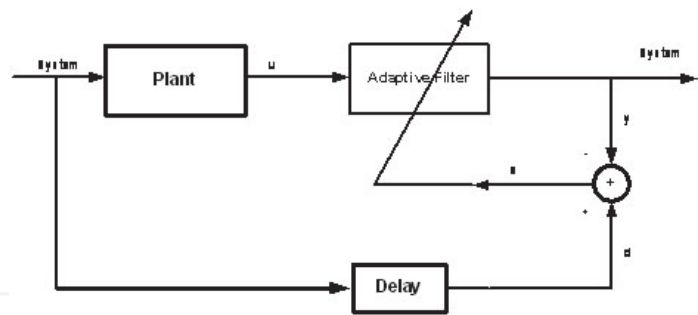 System
Plant
u
Adaptive Filter
System
y
-
+
+
d
Delay